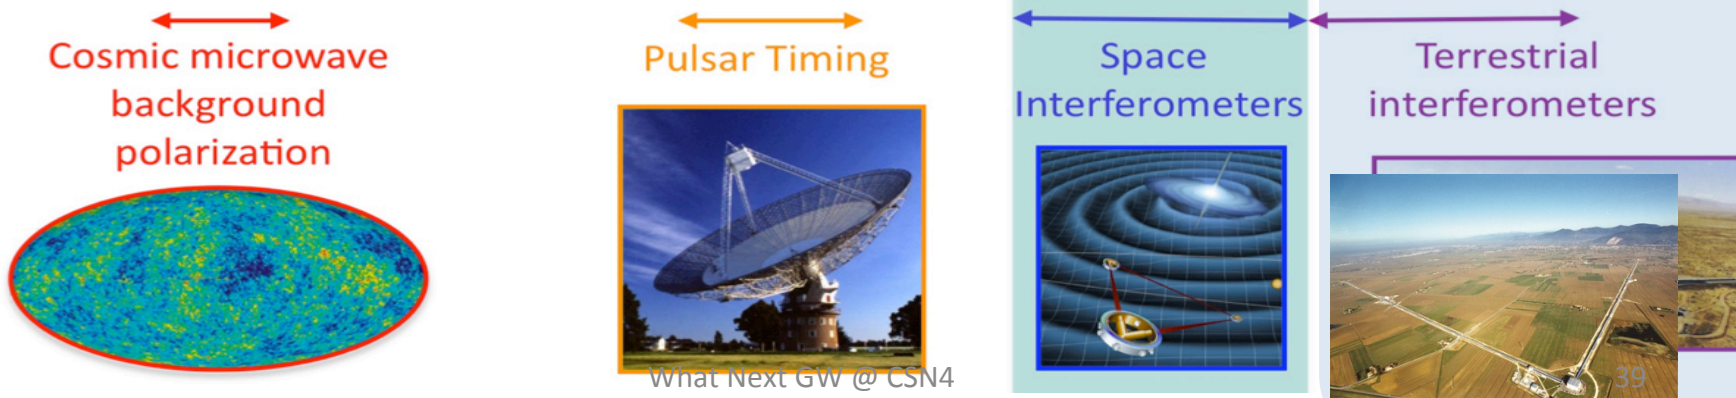 Cosmic microwave
background
polarization
Pulsar Timing
Space
Interferometers
Terrestrial
interferometers
What Next GW @ CSN4
39